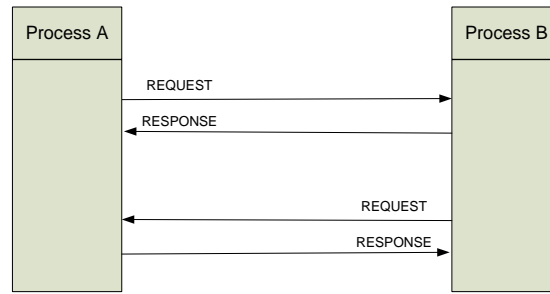 Process A
Process B
REQUEST
RESPONSE
REQUEST
RESPONSE